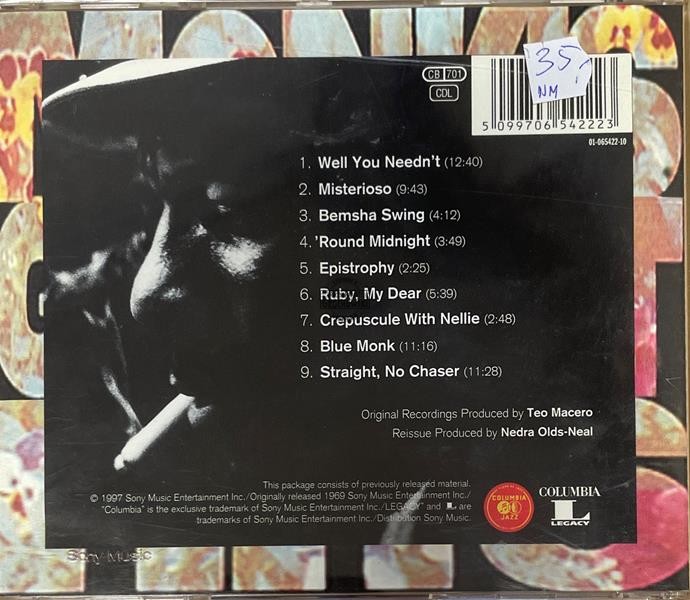 MONK'S
35,-
NM
CB 701
CDL
5 099706 542223
01-065422-10
1. Well You Needn't (12:40)
2. Misterioso (9:43)
3. Bemsha Swing (4:12)
4. 'Round Midnight (3:49)
5. Epistrophy (2:25)
6. Ruby, My Dear (5:39)
7. Crepuscule With Nellie (2:48)
8. Blue Monk (11:16)
9. Straight, No Chaser (11:28)
Original Recordings Produced by Teo Macero
Reissue Produced by Nedra Olds-Neal
This package consists of previously released material.
© 1997 Sony Music Entertainment Inc./Originally released 1969 Sony Music Entertainment Inc./
"Columbia" is the exclusive trademark of Sony Music Entertainment Inc./LEGACY" and L are
trademarks of Sony Music Entertainment Inc./Distribution Sony Music.
COLUMBIA
JAZZ
COLUMBIA
L
LEGACY
Sony Music